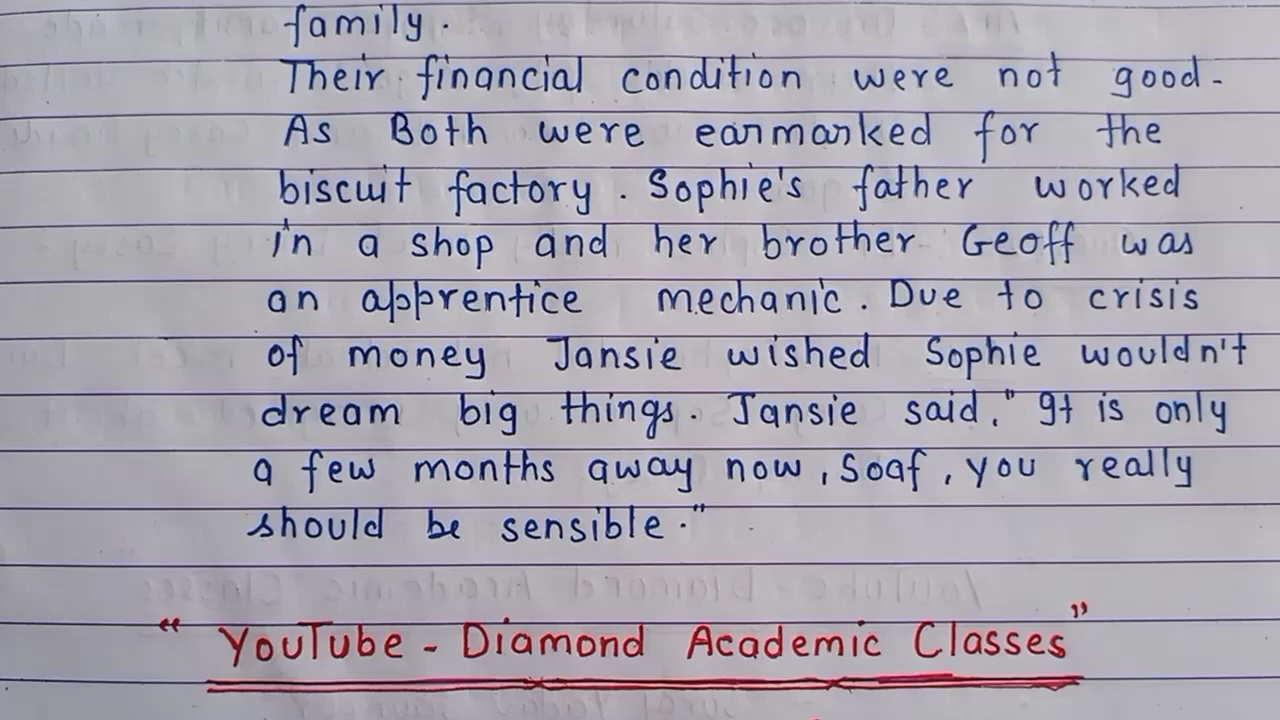 family.
Their financial condition were not good-
As Both were earmarked for the
biscuit factory. Sophie's father worked
in a shop and her brother Geoff was
an apprentice mechanic. Due to crisis
of money Jansie wished Sophie wouldn't
dream big things. Jansie said." It is only
a few months away now, Soaf, you really
should be sensible."
"YouTube - Diamond Academic Classes"